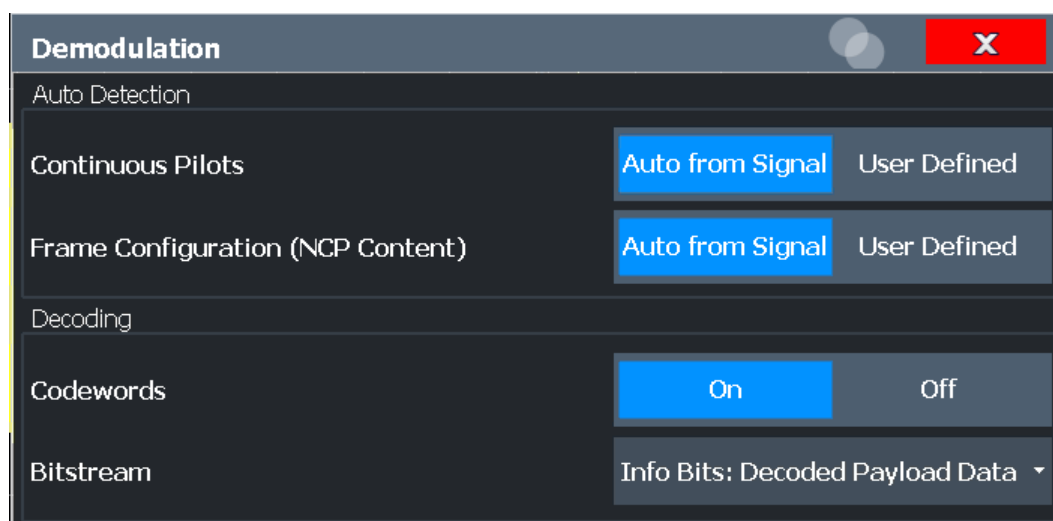 Demodulation X
Auto Detection
Continuous Pilots Auto from Signal User Defined
Frame Configuration (NCP Content) Auto from Signal User Defined
Decoding
Codewords On Off
Bitstream Info Bits: Decoded Payload Data